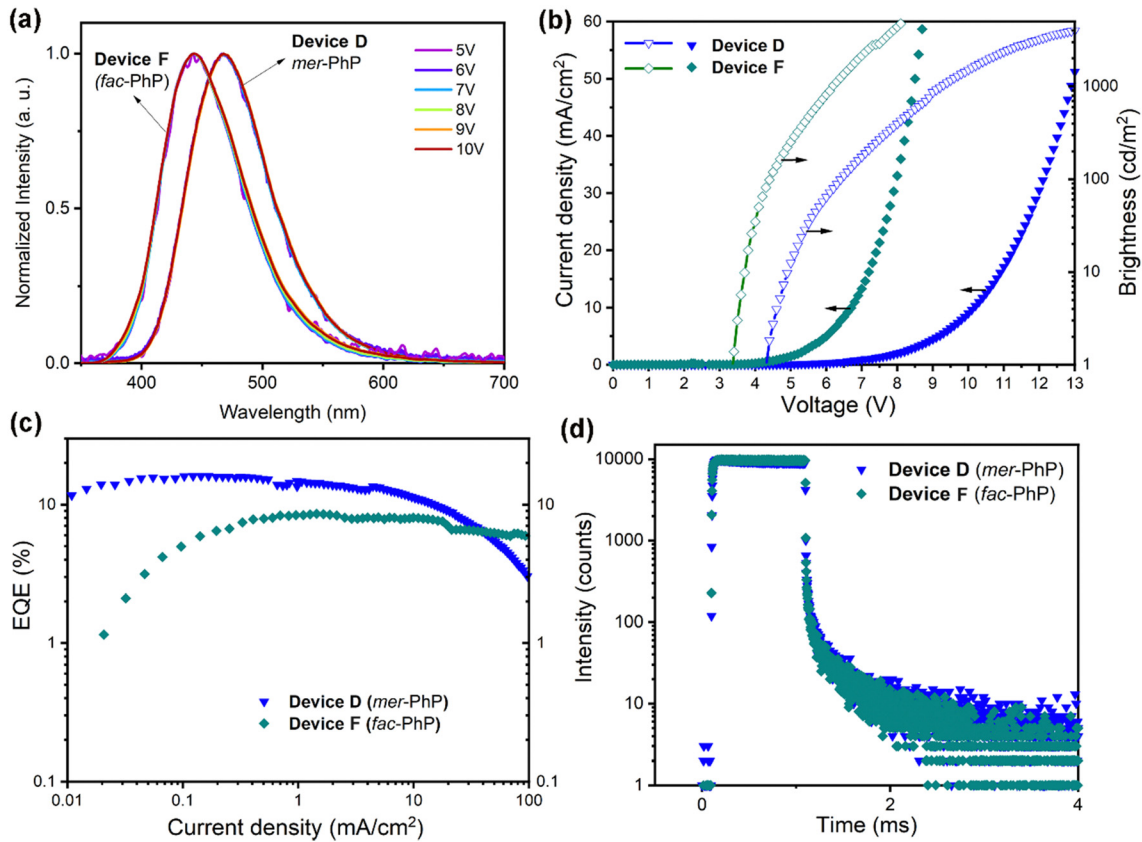 (a)
Device F
(fac-PhP)
Device D
mer-PhP
5V
6V
7V
8V
9V
10V
Normalized Intensity (a. u.)
1.0
0.5
0.0
400
500
600
700
Wavelength (nm)
(b)
Device D
Device F
Current density (mA/cm²)
60
50
40
30
20
10
0
Brightness (cd/m²)
1000
100
10
1
0 1 2 3 4 5 6 7 8 9 10 11 12 13
Voltage (V)
(c)
EQE (%)
10
1
0.1
10
1
0.1
Device D (mer-PhP)
Device F (fac-PhP)
0.01
0.1
1
10
100
Current density (mA/cm²)
(d)
Device D (mer-PhP)
Device F (fac-PhP)
Intensity (counts)
10000
1000
100
10
1
0
2
4
Time (ms)